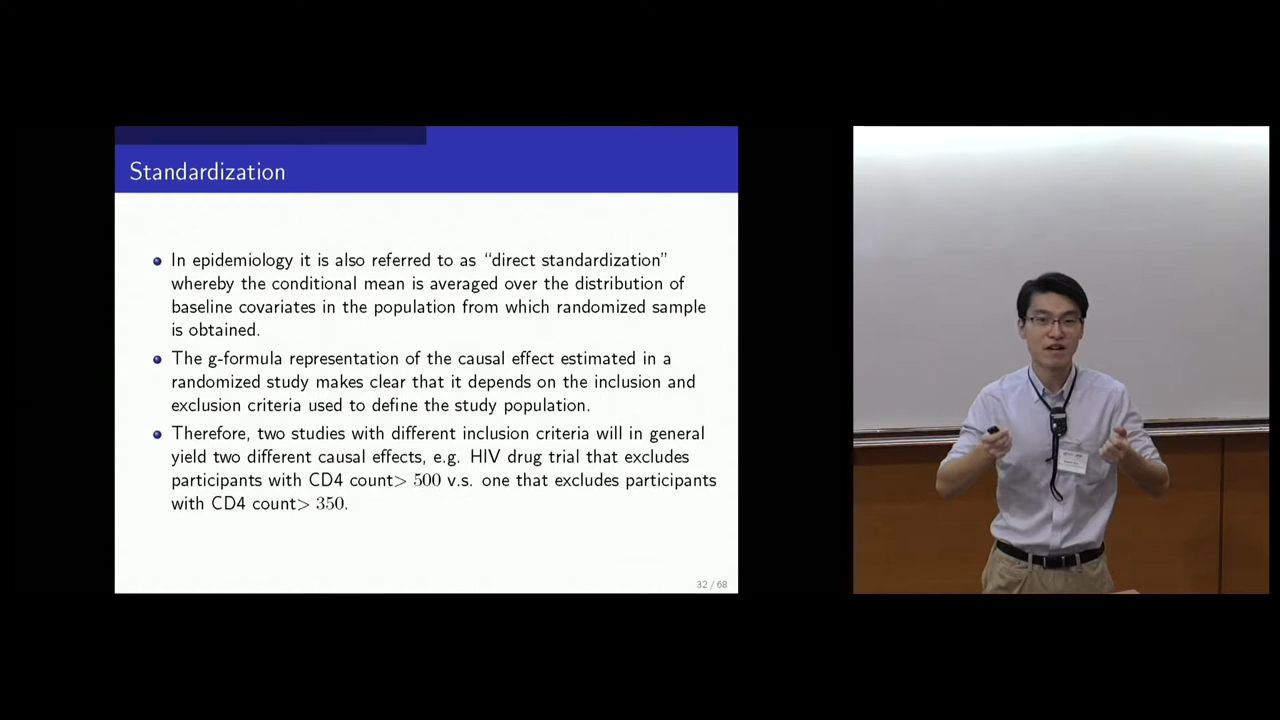 Standardization
In epidemiology it is also referred to as “direct standardization”
whereby the conditional mean is averaged over the distribution of
baseline covariates in the population from which randomized sample
is obtained.
The g-formula representation of the causal effect estimated in a
randomized study makes clear that it depends on the inclusion and
exclusion criteria used to define the study population.
Therefore, two studies with different inclusion criteria will in general
yield two different causal effects, e.g. HIV drug trial that excludes
participants with CD4 count> 500 v.s. one that excludes participants
with CD4 count> 350.
32 / 68